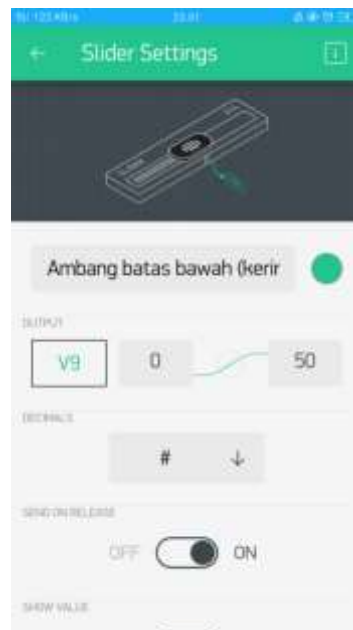 Slider Settings
Ambang batas bawah (kerir
OUTPUT
V9 0 50
DECIMALS
#
SEND ON RELEASE
OFF ON
SHOW VALUE